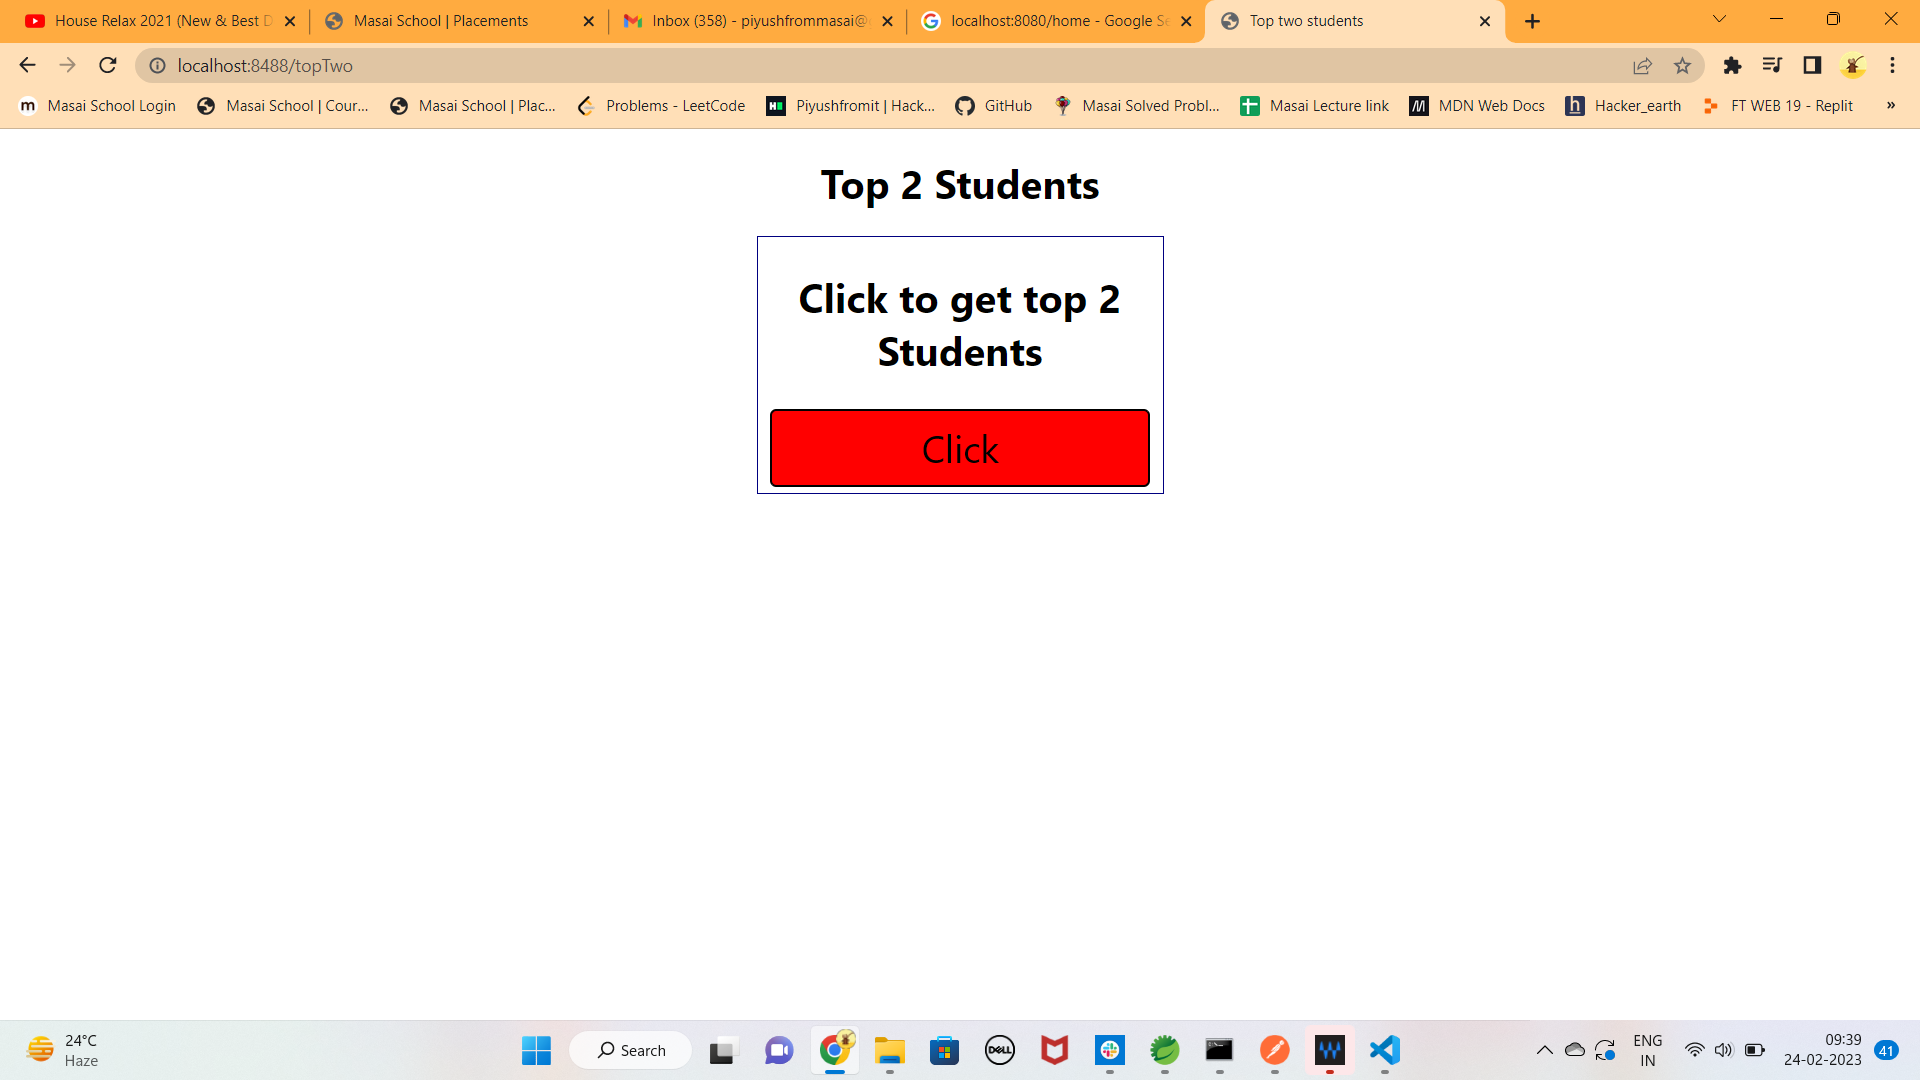 House Relax 2021 (New & Best D
Masai School | Placements
Inbox (358) - piyushfrommasai@
localhost:8080/home - Google Se
Top two students
localhost:8488/topTwo
m Masai School Login
Masai School | Cour...
Masai School | Plac...
Problems - LeetCode
Piyushfromit | Hack...
GitHub
Masai Solved Probl...
Masai Lecture link
MDN Web Docs
Hacker_earth
FT WEB 19 - Replit
»
Top 2 Students
Click to get top 2
Students
Click
24°C
Haze
Search
DELL
ENG
IN
09:39
24-02-2023
41